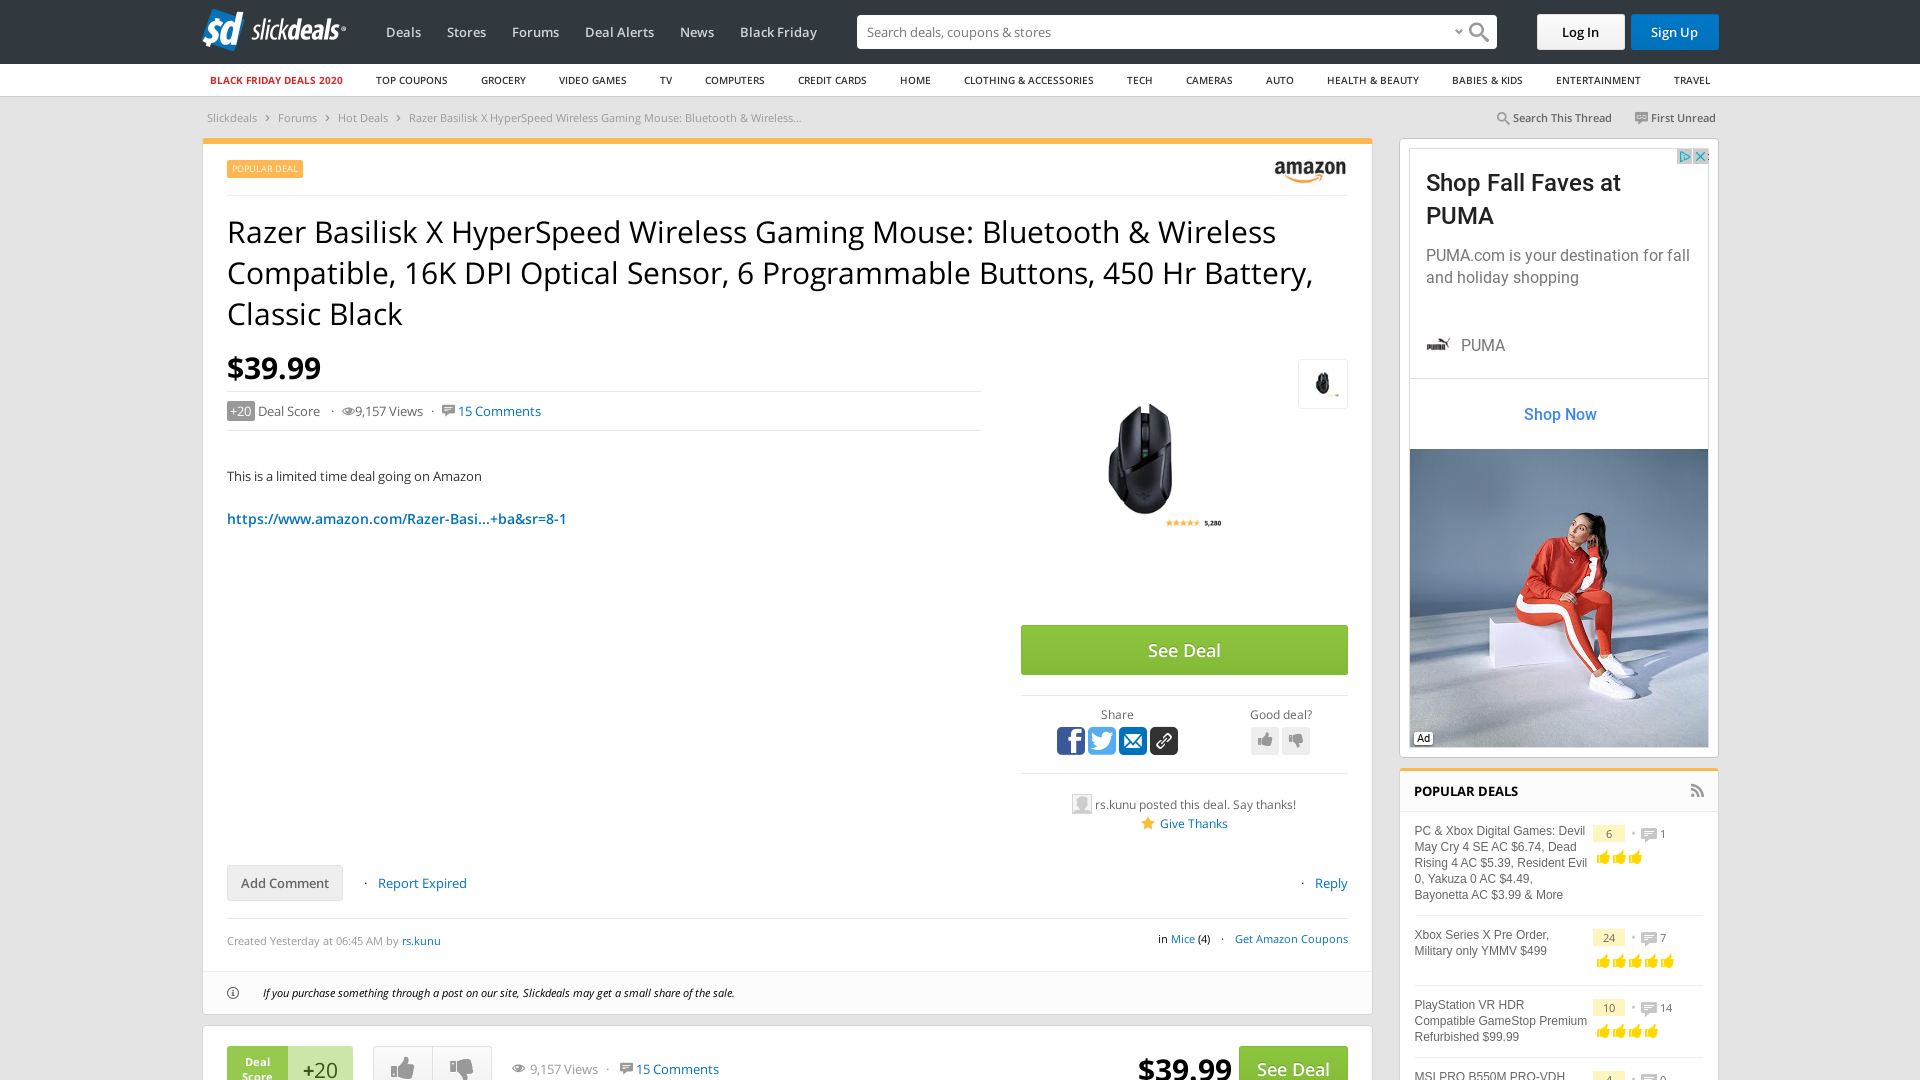 slickdeals
Deals
Stores
Forums
Deal Alerts
News
Black Friday
Search deals, coupons & stores
Log In
Sign Up
BLACK FRIDAY DEALS 2020
TOP COUPONS
GROCERY
VIDEO GAMES
TV
COMPUTERS
CREDIT CARDS
HOME
CLOTHING & ACCESSORIES
TECH
CAMERAS
AUTO
HEALTH & BEAUTY
BABIES & KIDS
ENTERTAINMENT
TRAVEL
Slickdeals › Forums › Hot Deals › Razer Basilisk X HyperSpeed Wireless Gaming Mouse: Bluetooth & Wireless...
Search This Thread
First Unread
POPULAR DEAL
amazon
Razer Basilisk X HyperSpeed Wireless Gaming Mouse: Bluetooth & Wireless
Compatible, 16K DPI Optical Sensor, 6 Programmable Buttons, 450 Hr Battery,
Classic Black
$39.99
+20 Deal Score · 9,157 Views · 15 Comments
This is a limited time deal going on Amazon
https://www.amazon.com/Razer-Basi...+ba&sr=8-1
5,280
See Deal
Share
Good deal?
rs.kunu posted this deal. Say thanks!
Give Thanks
Add Comment
· Report Expired
· Reply
Created Yesterday at 06:45 AM by rs.kunu
in Mice (4) · Get Amazon Coupons
If you purchase something through a post on our site, Slickdeals may get a small share of the sale.
Deal
Score
+20
9,157 Views · 15 Comments
$39.99
See Deal
Shop Fall Faves at
PUMA
PUMA.com is your destination for fall
and holiday shopping
PUMA
Shop Now
Ad
POPULAR DEALS
PC & Xbox Digital Games: Devil
May Cry 4 SE AC $6.74, Dead
Rising 4 AC $5.39, Resident Evil
0, Yakuza 0 AC $4.49,
Bayonetta AC $3.99 & More
6 • 1
Xbox Series X Pre Order,
Military only YMMV $499
24 • 7
PlayStation VR HDR
Compatible GameStop Premium
Refurbished $99.99
10 • 14
MSI PRO B550M PRO-VDH
4 • 0